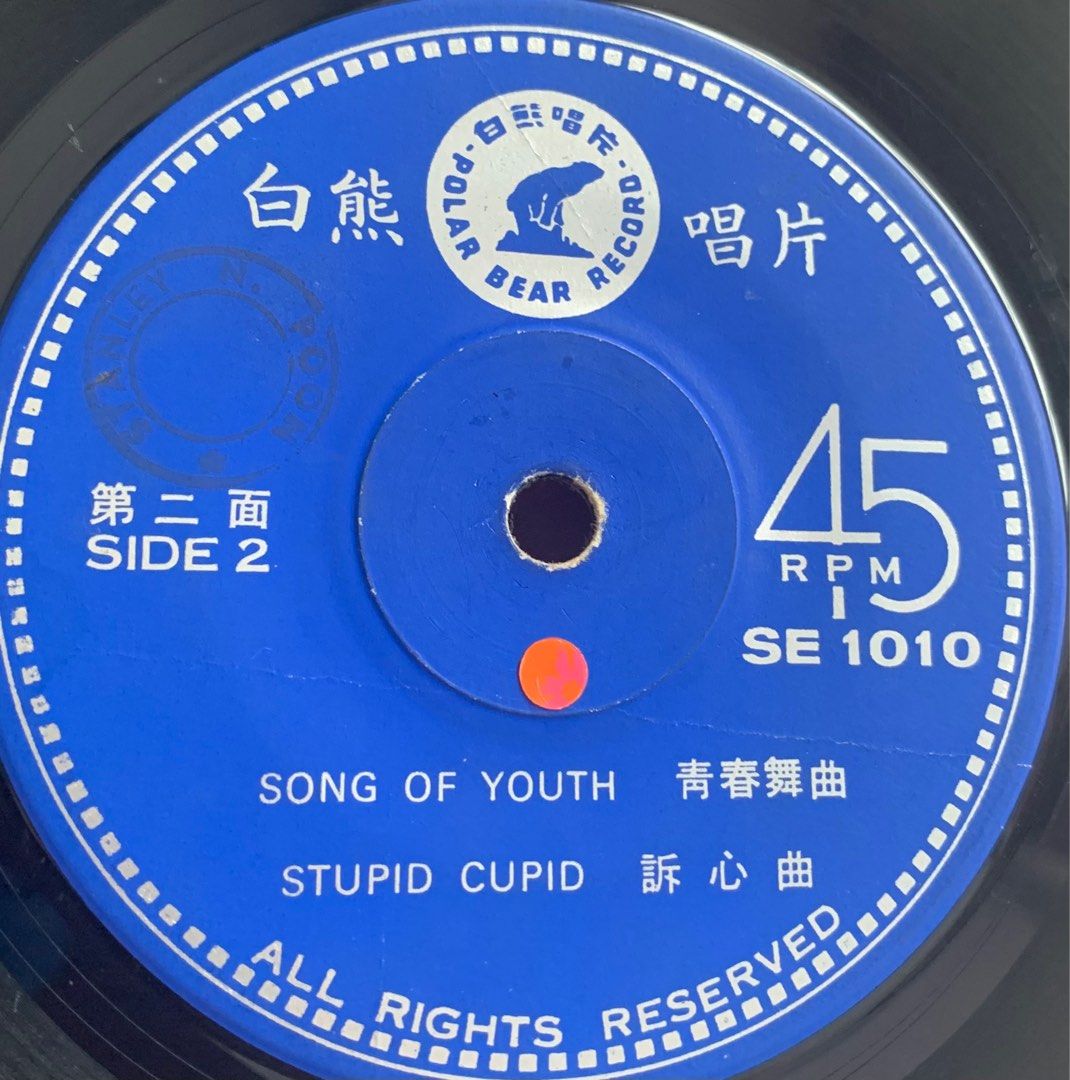 白熊唱片
POLAR BEAR RECORD
白熊 唱片
STANLEY N. POON
45
RPM
第二面
SIDE 2
SE 1010
SONG OF YOUTH 青春舞曲
STUPID CUPID 訴心曲
ALL RIGHTS RESERVED